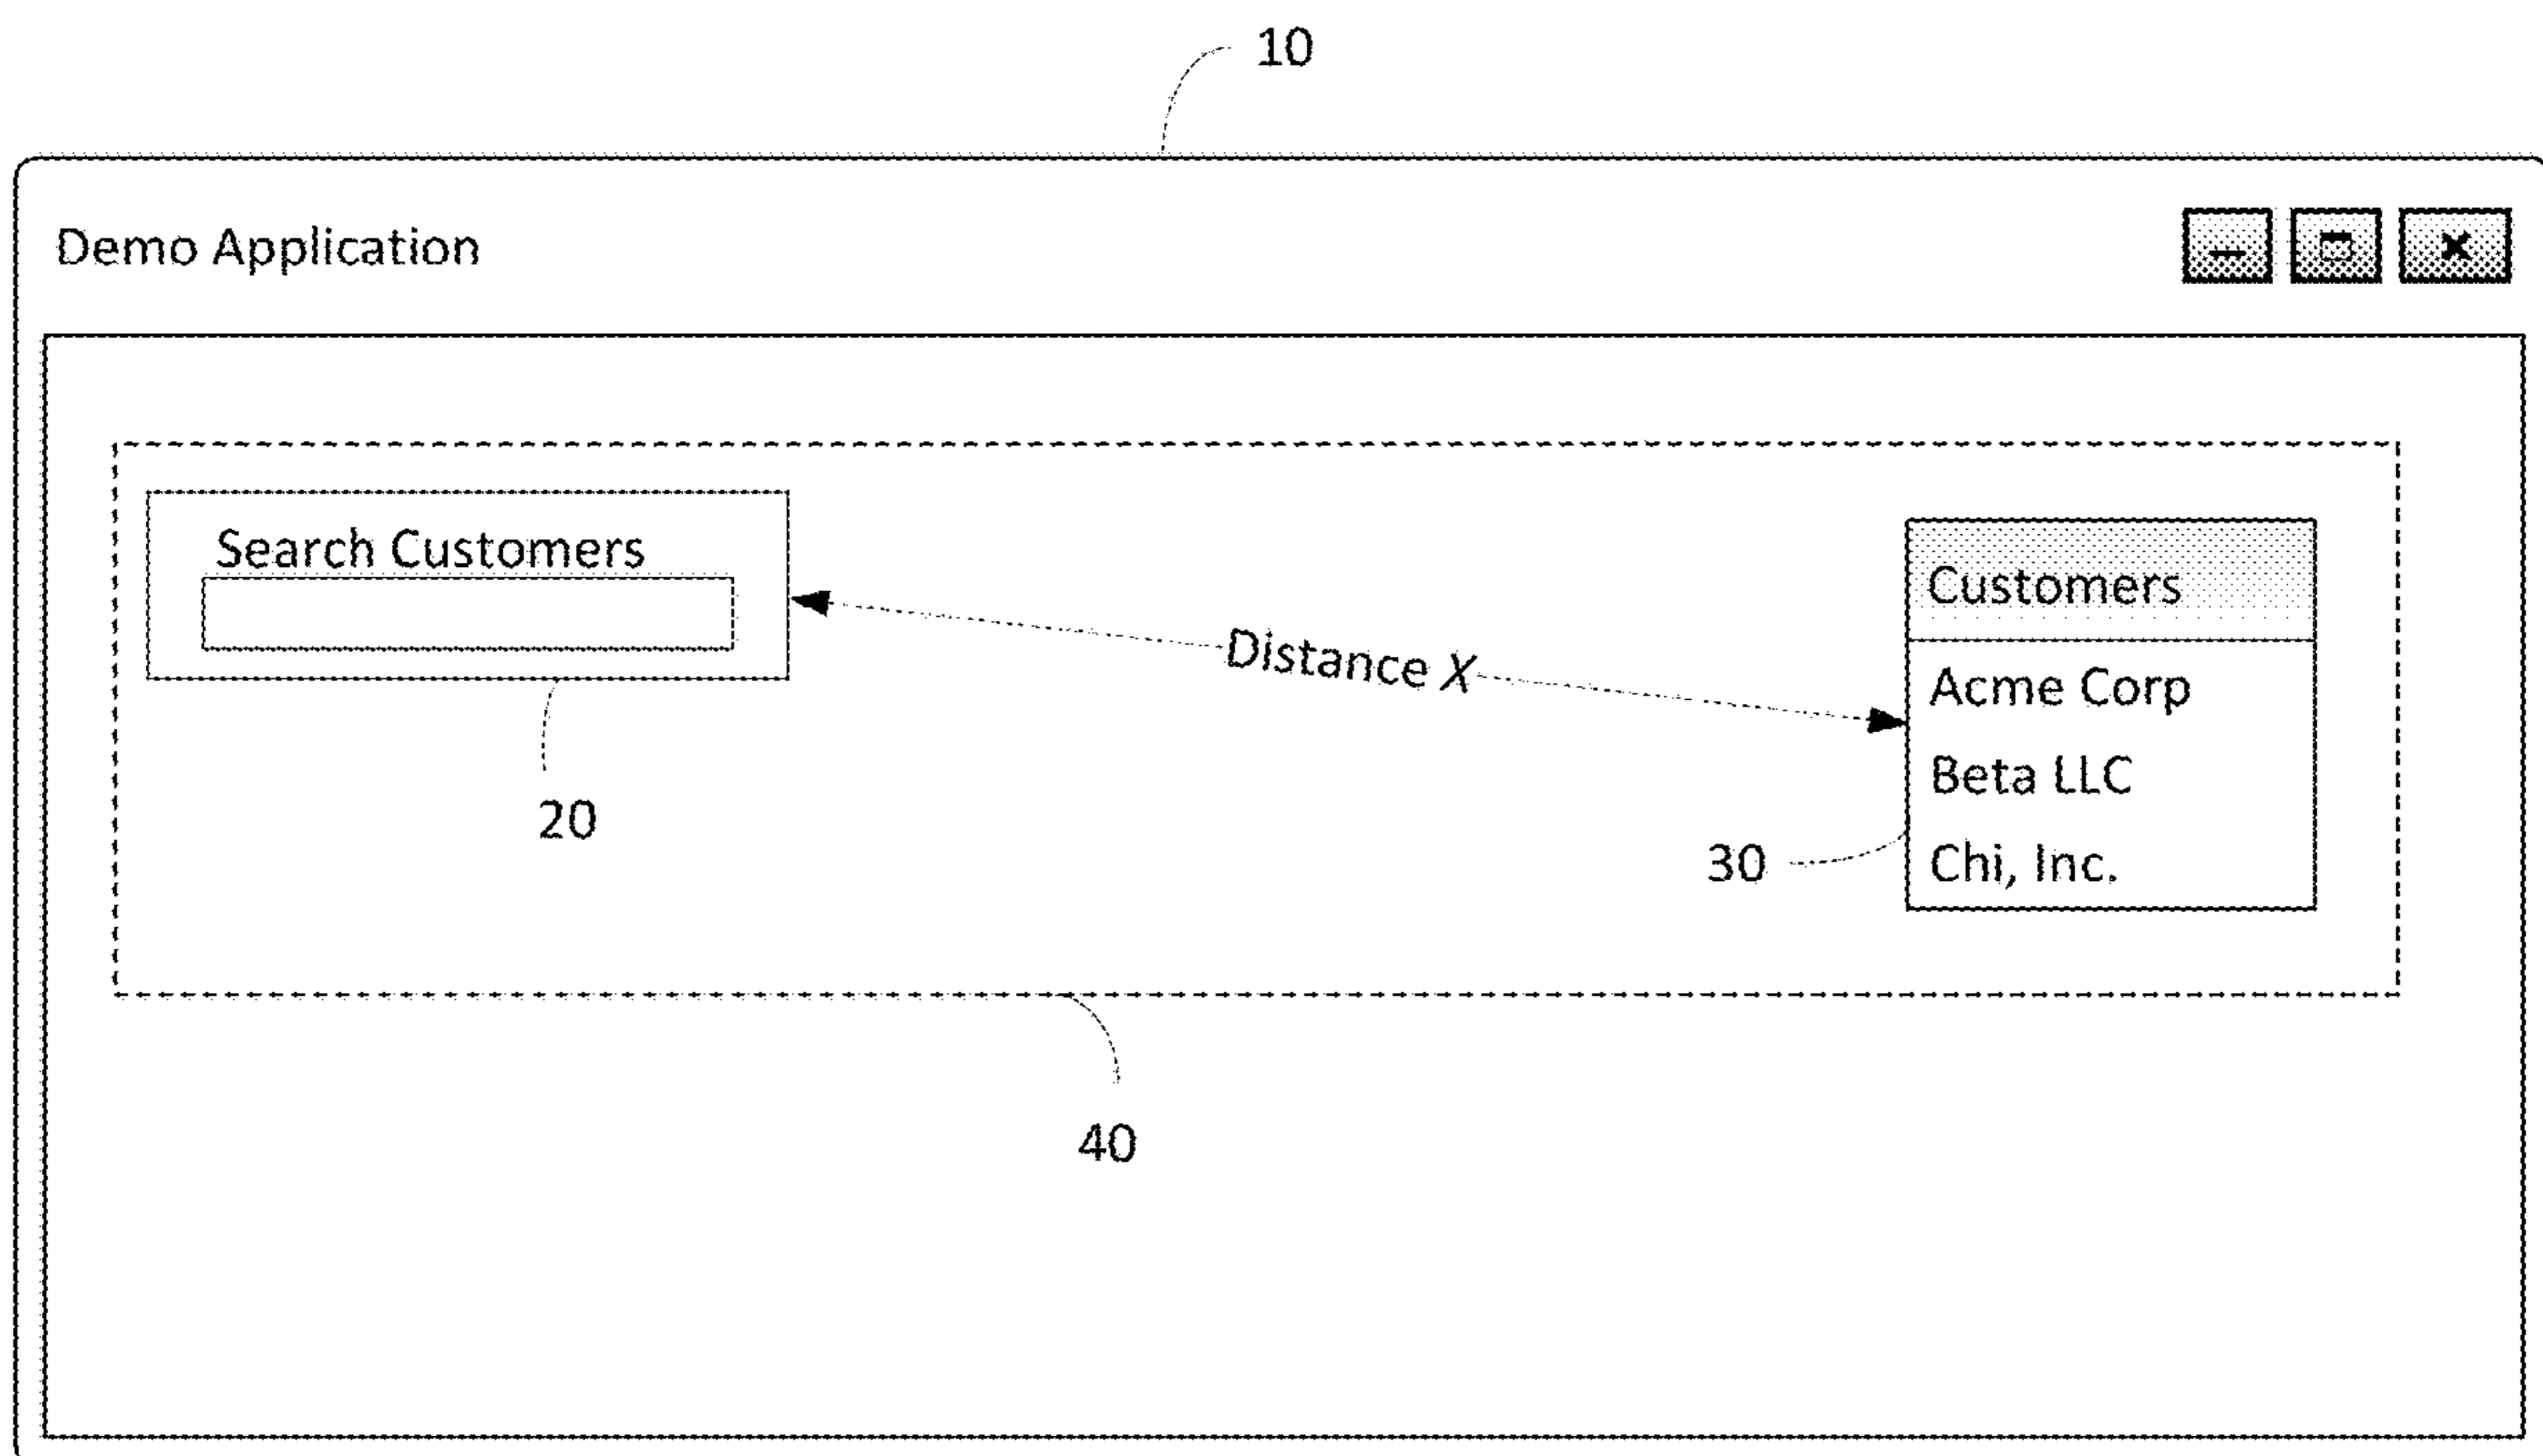 10
Demo Application
Search Customers
Customers
Distance X
Acme Corp
Beta LLC
20
30
Chi, Inc.
40